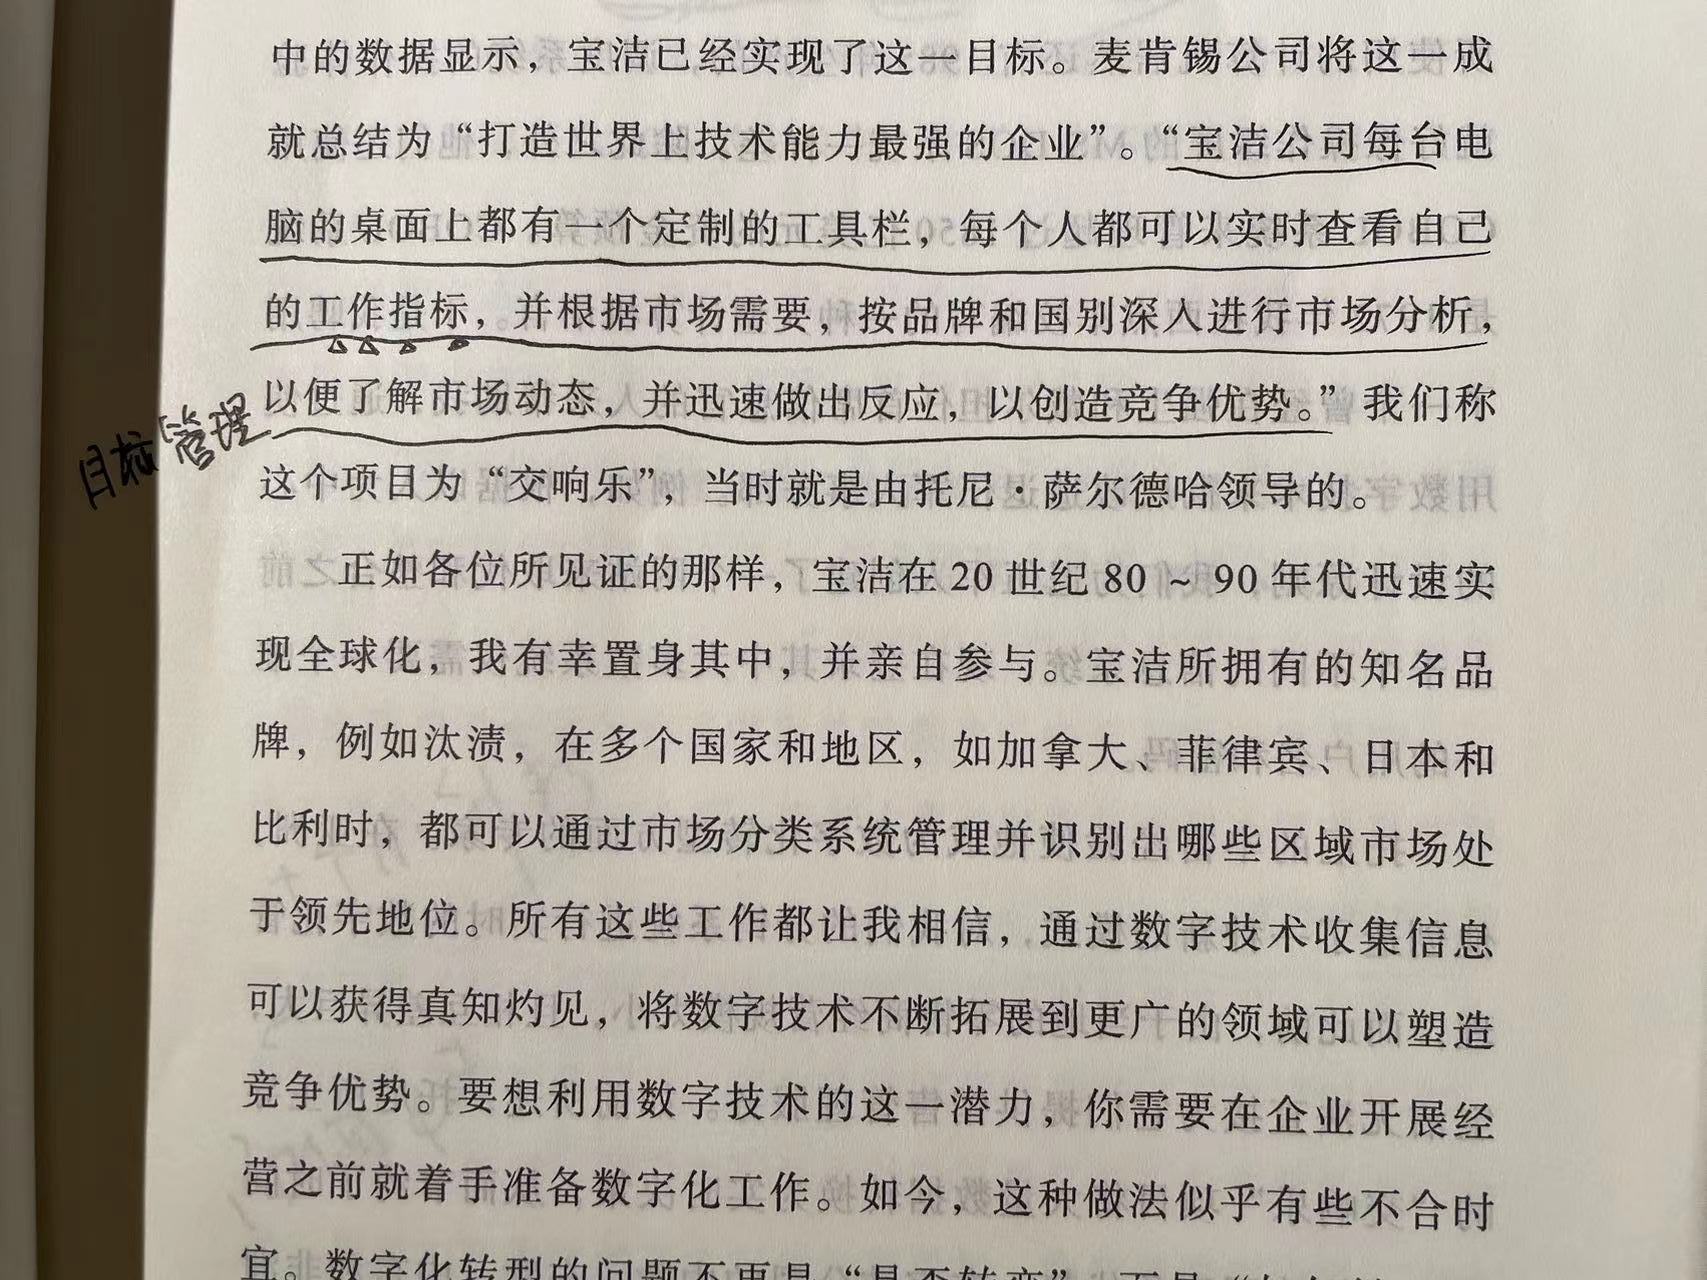 中的数据显示，宝洁已经实现了这一目标。麦肯锡公司将这一成
就总结为“打造世界上技术能力最强的企业”。“宝洁公司每台电
脑的桌面上都有一个定制的工具栏，每个人都可以实时查看自己
的工作指标，并根据市场需要，按品牌和国别深入进行市场分析，
以便了解市场动态，并迅速做出反应，以创造竞争优势。”我们称
目标管理
这个项目为“交响乐”，当时就是由托尼·萨尔德哈领导的。
正如各位所见证的那样，宝洁在20世纪80～90年代迅速实
现全球化，我有幸置身其中，并亲自参与。宝洁所拥有的知名品
牌，例如汰渍，在多个国家和地区，如加拿大、菲律宾、日本和
比利时，都可以通过市场分类系统管理并识别出哪些区域市场处
于领先地位。所有这些工作都让我相信，通过数字技术收集信息
可以获得真知灼见，将数字技术不断拓展到更广的领域可以塑造
竞争优势。要想利用数字技术的这一潜力，你需要在企业开展经
营之前就着手准备数字化工作。如今，这种做法似乎有些不合时
宜。数字化转型的问题不再是“是否转变”，而是“